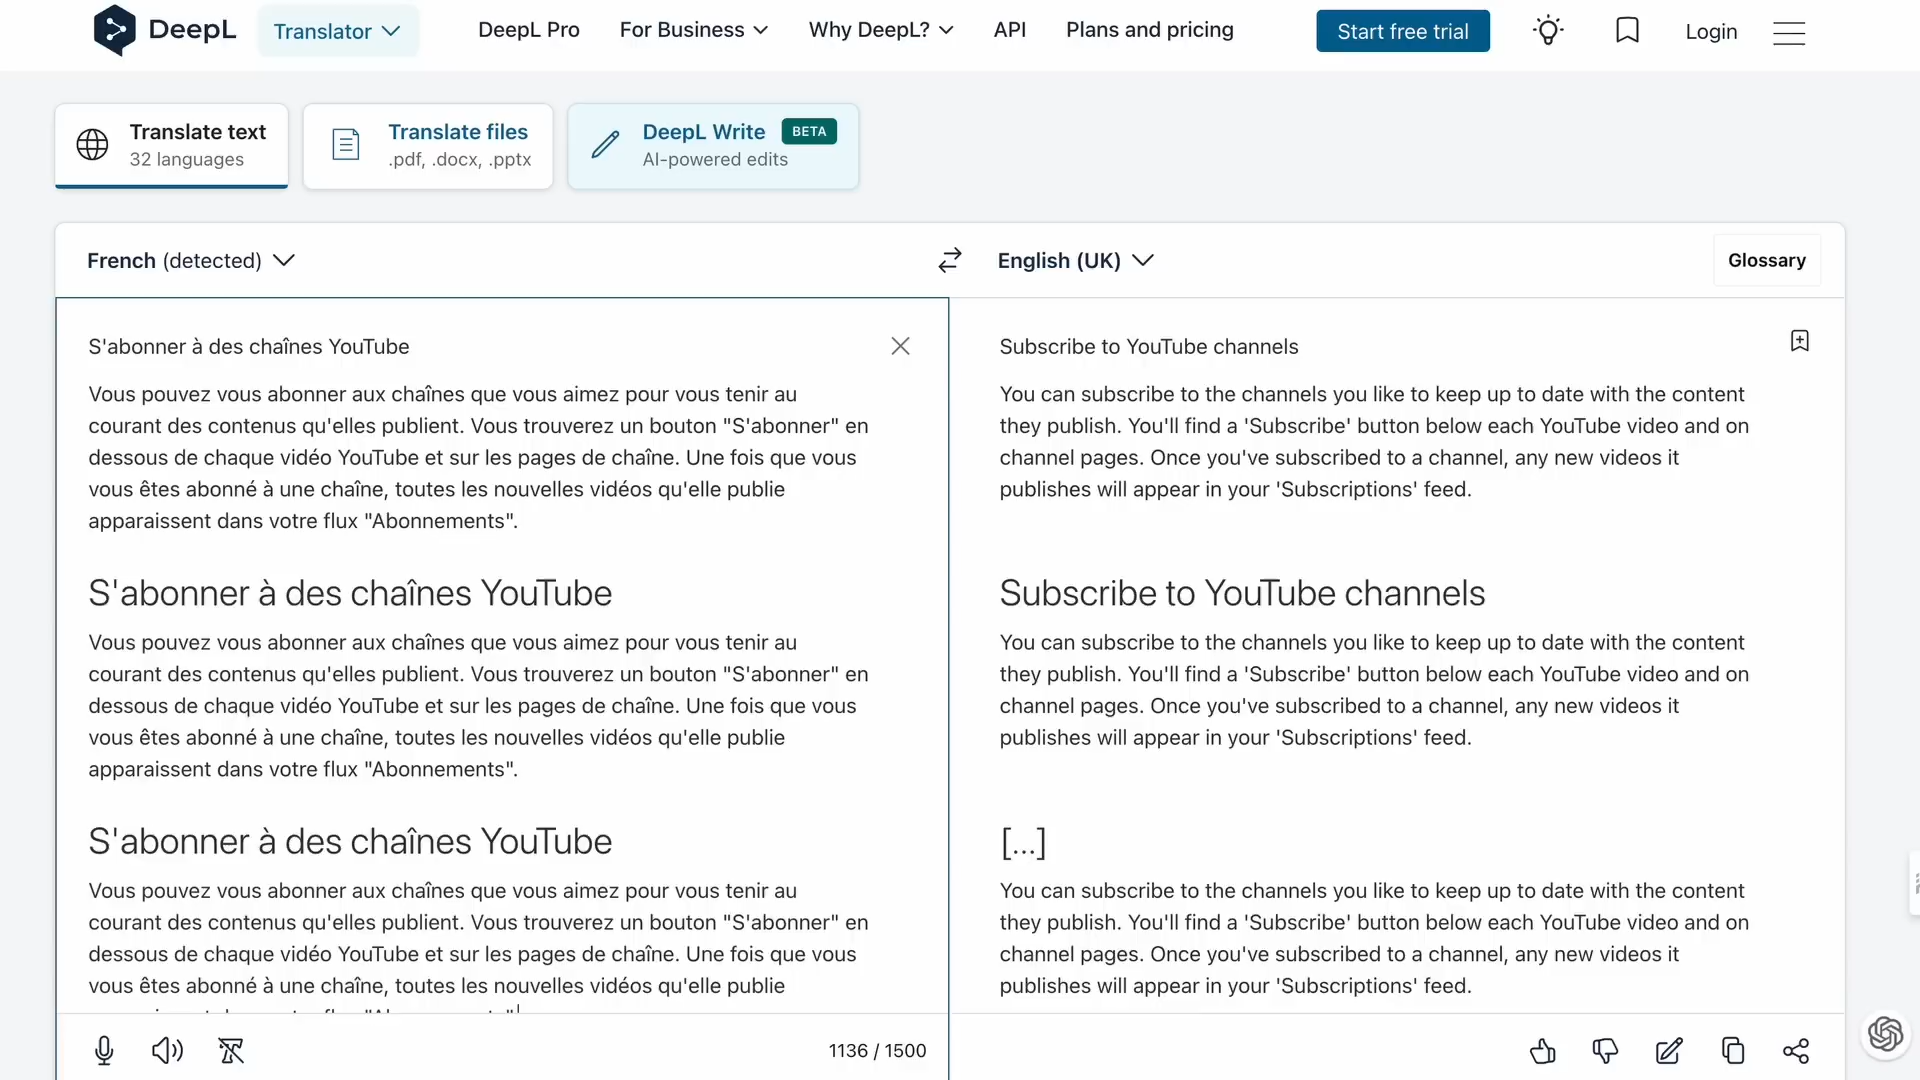 DeepL
Translator
DeepL Pro
For Business
Why DeepL?
API
Plans and pricing
Start free trial
Login
Translate text
32 languages
Translate files
.pdf, .docx, .pptx
DeepL Write BETA
AI-powered edits
French (detected)
English (UK)
Glossary
S'abonner à des chaînes YouTube
Vous pouvez vous abonner aux chaînes que vous aimez pour vous tenir au
courant des contenus qu'elles publient. Vous trouverez un bouton "S'abonner" en
dessous de chaque vidéo YouTube et sur les pages de chaîne. Une fois que vous
vous êtes abonné à une chaîne, toutes les nouvelles vidéos qu'elle publie
apparaissent dans votre flux "Abonnements".
S'abonner à des chaînes YouTube
Vous pouvez vous abonner aux chaînes que vous aimez pour vous tenir au
courant des contenus qu'elles publient. Vous trouverez un bouton "S'abonner" en
dessous de chaque vidéo YouTube et sur les pages de chaîne. Une fois que vous
vous êtes abonné à une chaîne, toutes les nouvelles vidéos qu'elle publie
apparaissent dans votre flux "Abonnements".
S'abonner à des chaînes YouTube
Vous pouvez vous abonner aux chaînes que vous aimez pour vous tenir au
courant des contenus qu'elles publient. Vous trouverez un bouton "S'abonner" en
dessous de chaque vidéo YouTube et sur les pages de chaîne. Une fois que vous
vous êtes abonné à une chaîne, toutes les nouvelles vidéos qu'elle publie
1136 / 1500
Subscribe to YouTube channels
You can subscribe to the channels you like to keep up to date with the content
they publish. You'll find a 'Subscribe' button below each YouTube video and on
channel pages. Once you've subscribed to a channel, any new videos it
publishes will appear in your 'Subscriptions' feed.
Subscribe to YouTube channels
You can subscribe to the channels you like to keep up to date with the content
they publish. You'll find a 'Subscribe' button below each YouTube video and on
channel pages. Once you've subscribed to a channel, any new videos it
publishes will appear in your 'Subscriptions' feed.
[...]
You can subscribe to the channels you like to keep up to date with the content
they publish. You'll find a 'Subscribe' button below each YouTube video and on
channel pages. Once you've subscribed to a channel, any new videos it
publishes will appear in your 'Subscriptions' feed.